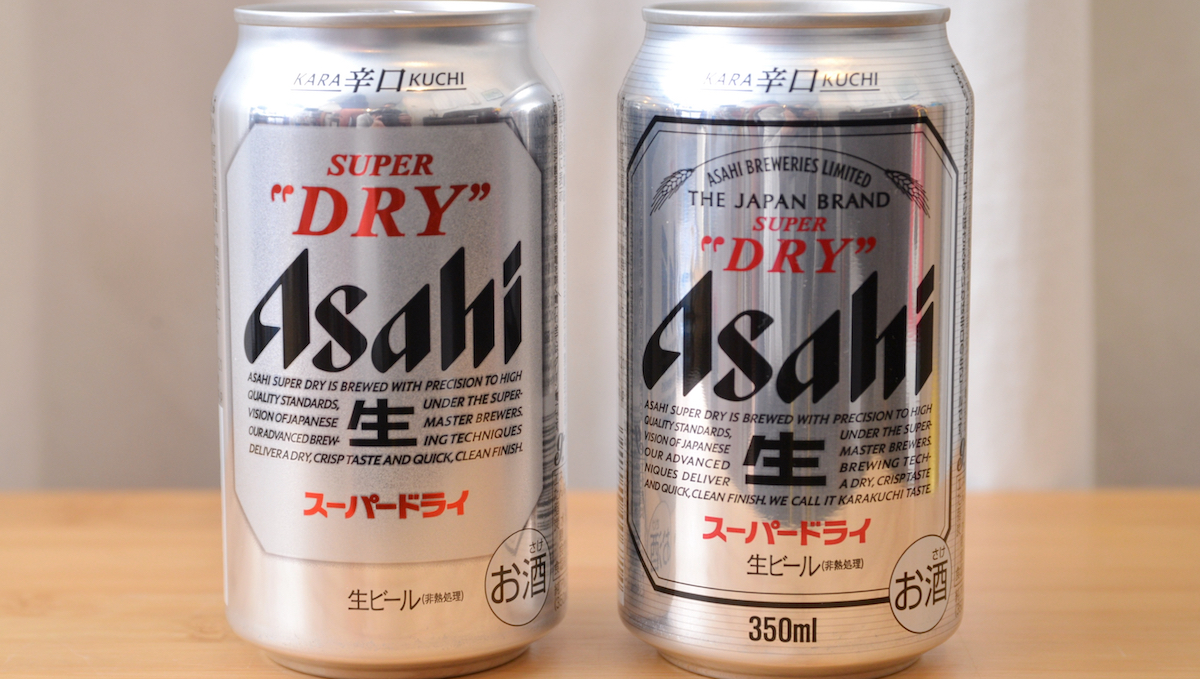 KARA 辛口 KUCHI
SUPER
“DRY”
Asahi
ASAHI SUPER DRY IS BREWED WITH PRECISION TO HIGH
QUALITY STANDARDS, UNDER THE SUPER-
VISION OF JAPANESE MASTER BREWERS.
OUR ADVANCED BREW- ING TECHNIQUES
生
DELIVER A DRY, CRISP TASTE AND QUICK, CLEAN FINISH.
スーパードライ
生ビール(非熱処理)
さけ
お酒
KARA 辛口 KUCHI
ASAHI BREWERIES LIMITED
THE JAPAN BRAND
SUPER
“DRY”
Asahi
ASAHI SUPER DRY IS BREWED WITH PRECISION TO HIGH
QUALITY STANDARDS, UNDER THE SUPER-
VISION OF JAPANESE MASTER BREWERS.
OUR ADVANCED BREWING TECH-
NIQUES DELIVER A DRY, CRISP TASTE
生
AND QUICK, CLEAN FINISH. WE CALL IT KARAKUCHI TASTE.
スーパードライ
生ビール(非熱処理)
さけ
お酒
350ml